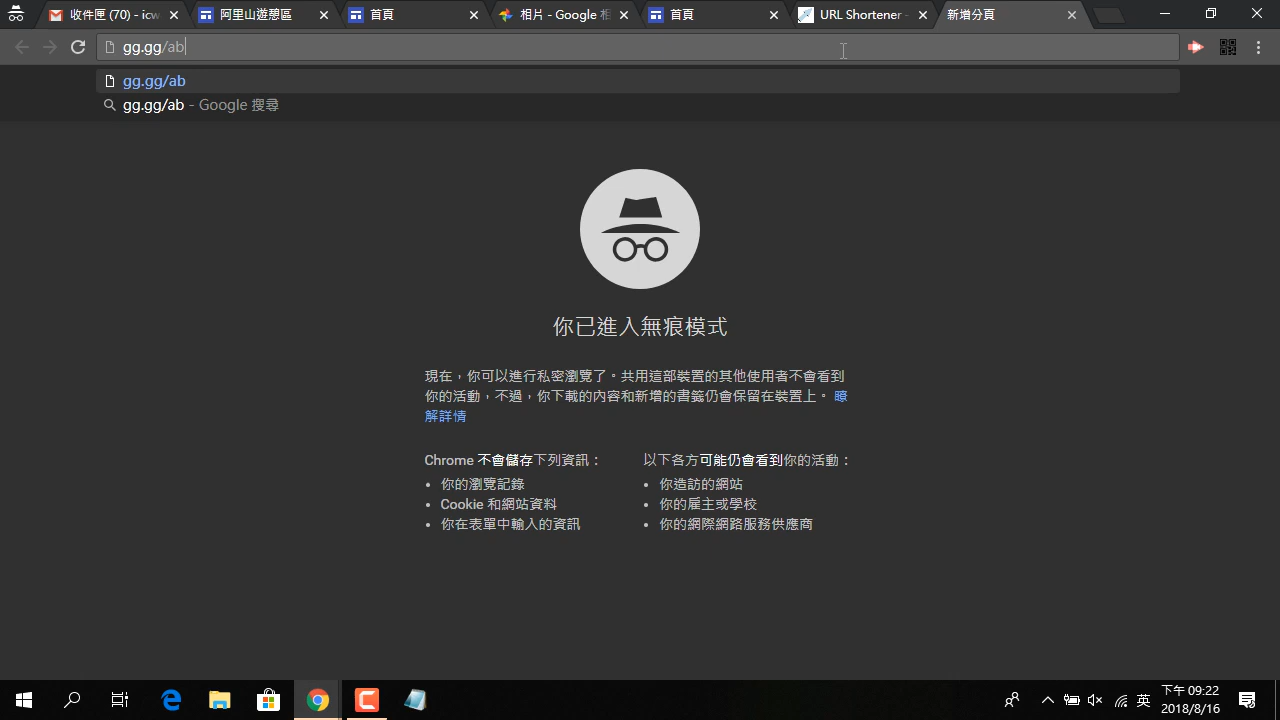 收件匣 (70) - icw
阿里山遊憩區
首頁
相片 - Google 相
首頁
URL Shortener -
新增分頁
gg.gg/ab
gg.gg/ab
gg.gg/ab - Google 搜尋
你已進入無痕模式
現在，你可以進行私密瀏覽了。共用這部裝置的其他使用者不會看到
你的活動，不過，你下載的內容和新增的書籤仍會保留在裝置上。 瞭
解詳情
Chrome 不會儲存下列資訊：
• 你的瀏覽記錄
• Cookie 和網站資料
• 你在表單中輸入的資訊
以下各方可能仍會看到你的活動：
• 你造訪的網站
• 你的雇主或學校
• 你的網際網路服務供應商
英
下午 09:22
2018/8/16